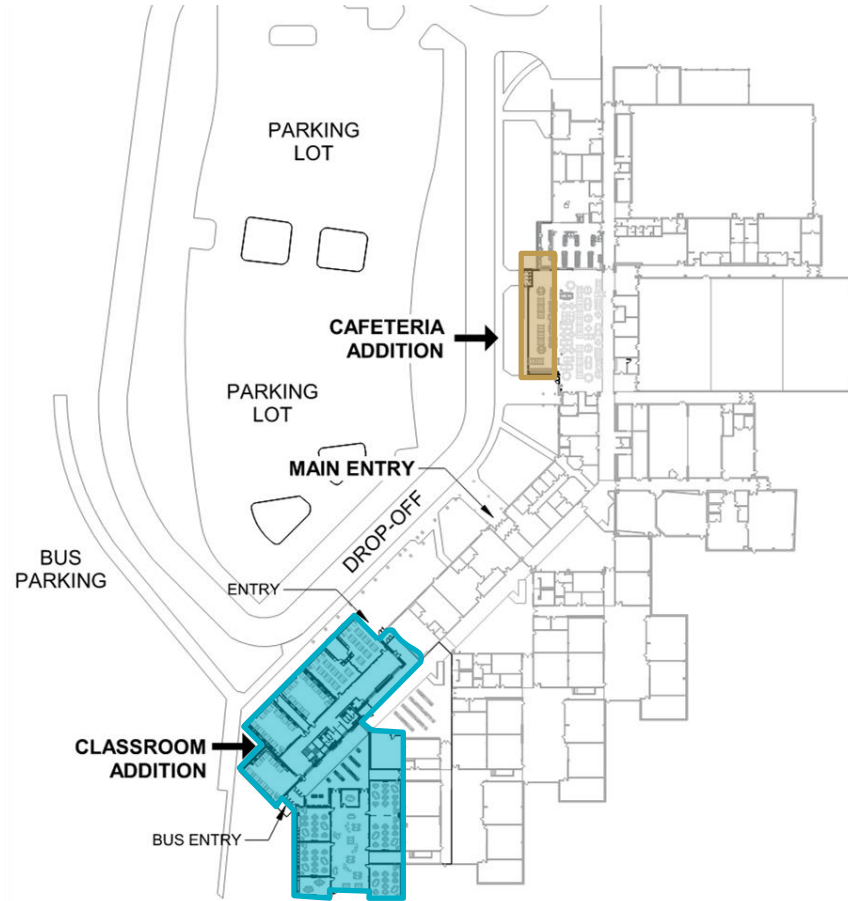 PARKING
LOT
CAFETERIA
ADDITION
PARKING
LOT
MAIN ENTRY
DROP-OFF
BUS
PARKING
ENTRY
CLASSROOM
ADDITION
BUS ENTRY